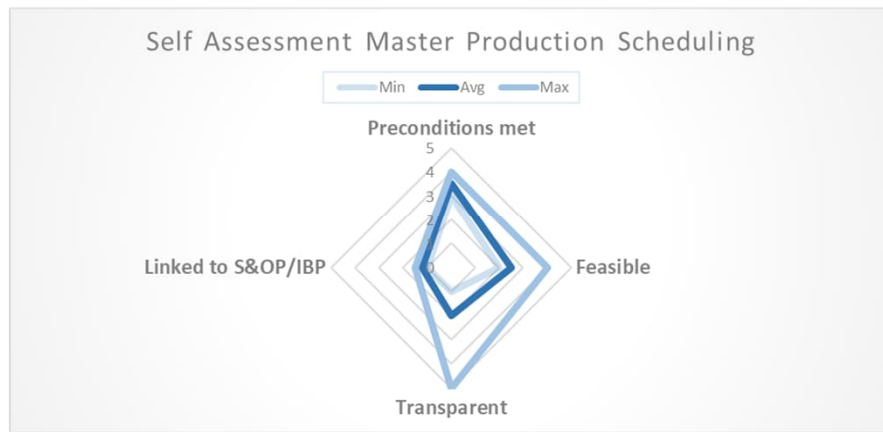 Self Assessment Master Production Scheduling
Min Avg Max
Preconditions met
5
4
3
2
1
0
Linked to S&OP/IBP
Feasible
Transparent